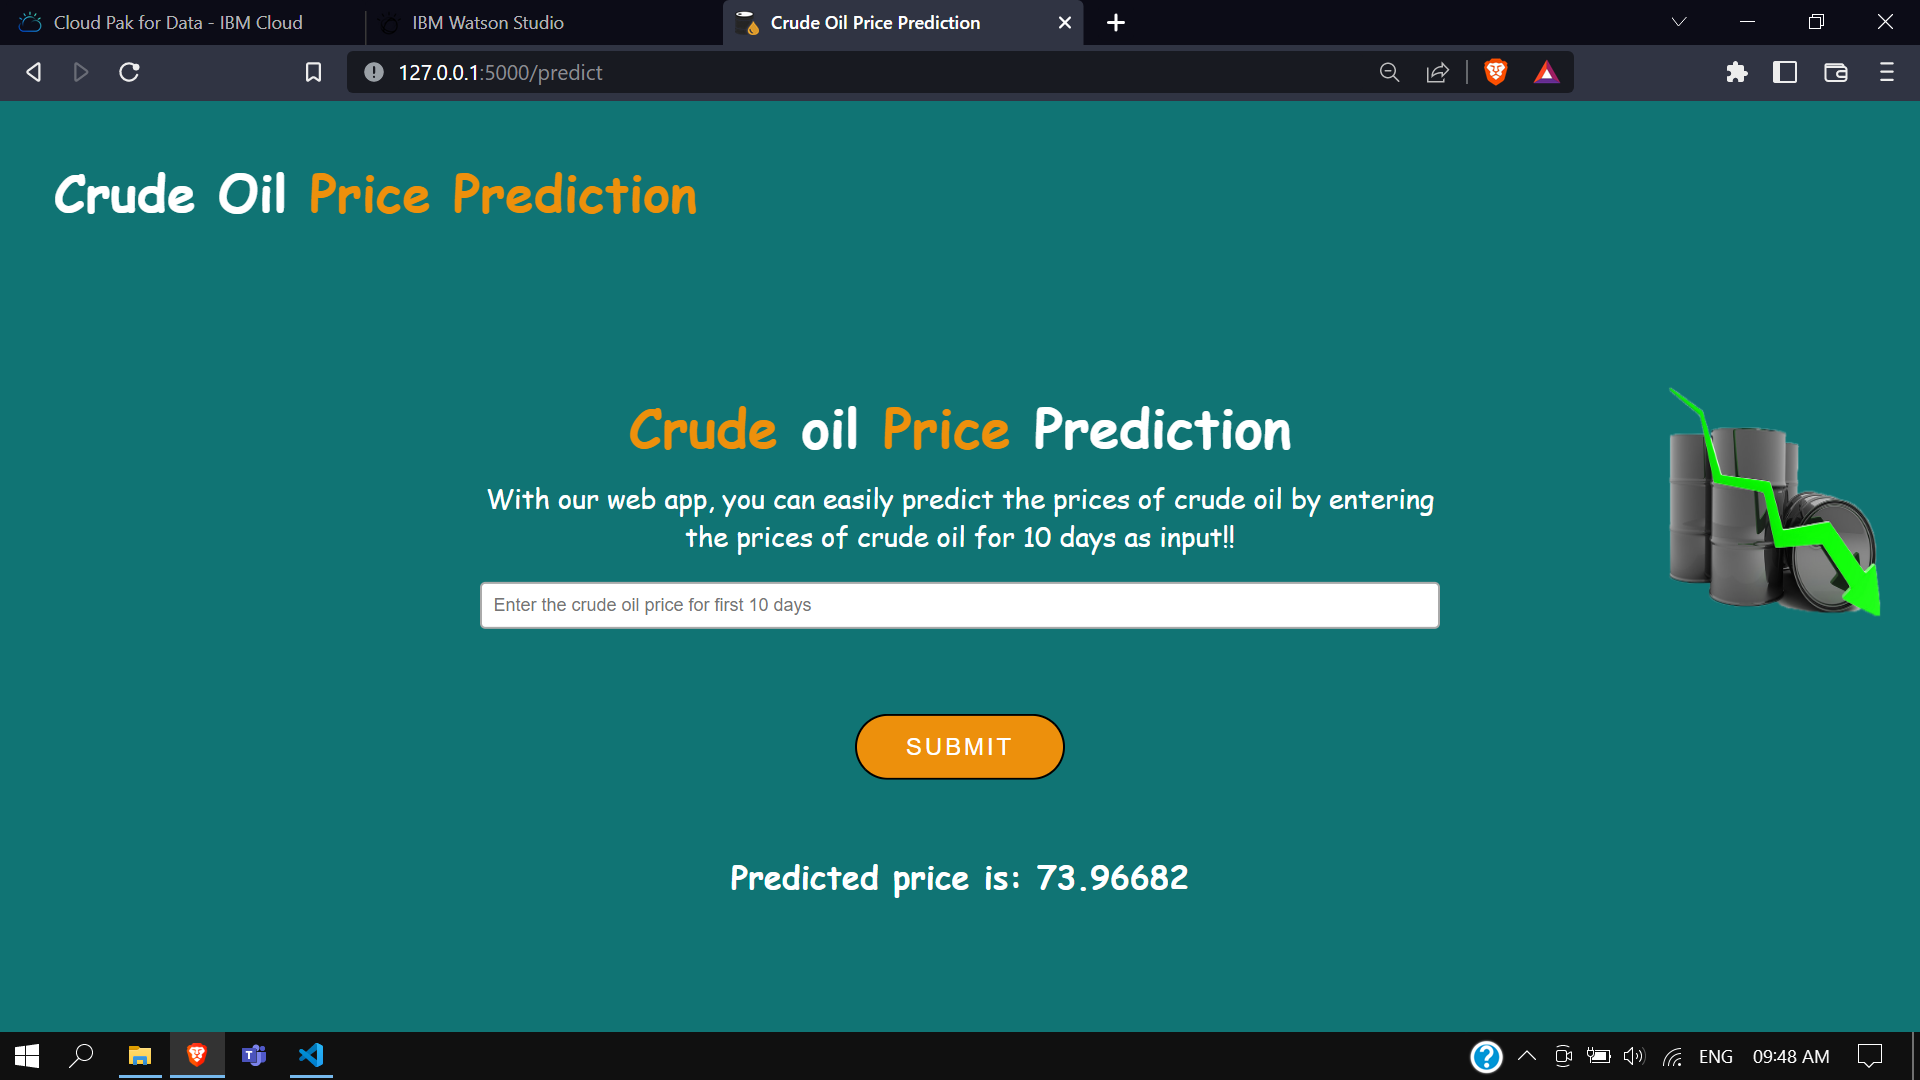 Cloud Pak for Data - IBM Cloud
IBM Watson Studio
Crude Oil Price Prediction
127.0.0.1:5000/predict
Crude Oil Price Prediction
Crude oil Price Prediction
With our web app, you can easily predict the prices of crude oil by entering
the prices of crude oil for 10 days as input!!
Enter the crude oil price for first 10 days
SUBMIT
Predicted price is: 73.96682
ENG
09:48 AM